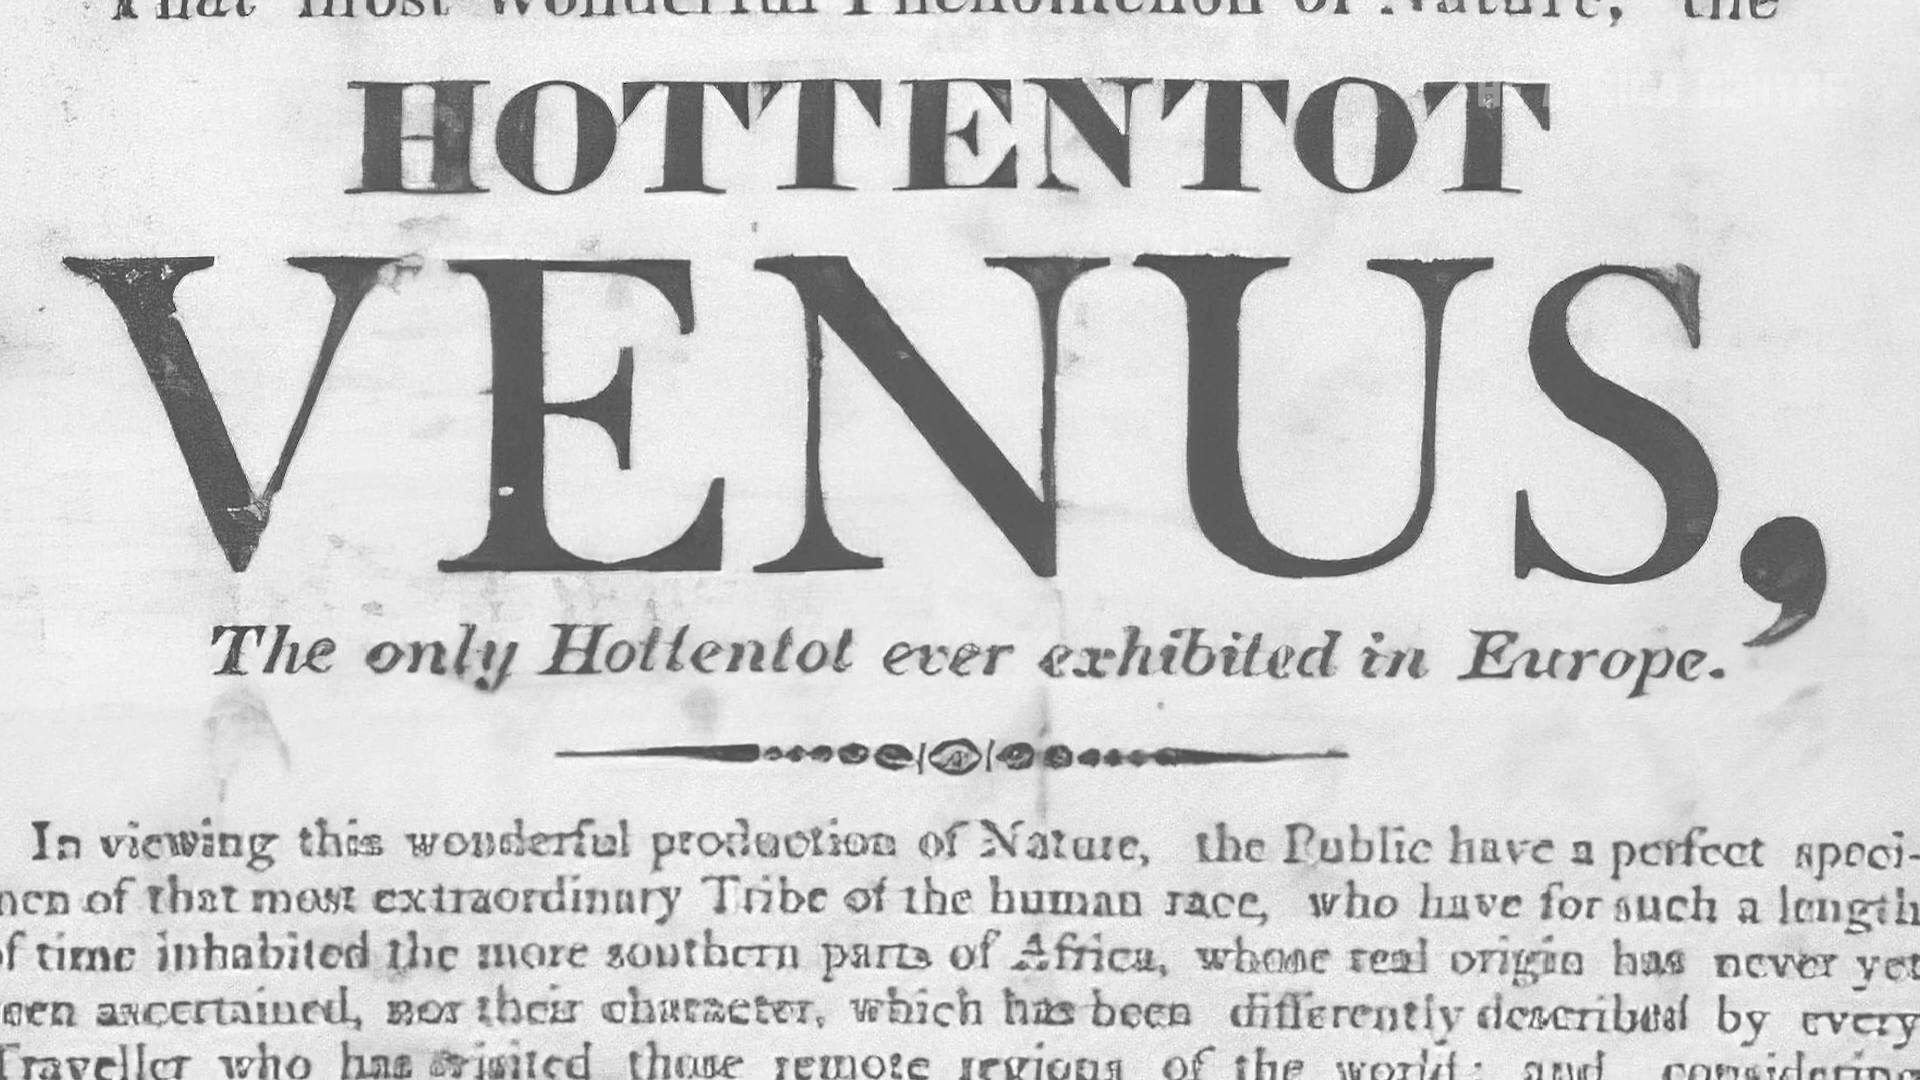 That most Wonderful Phenomenon of Nature, the
HOTTENTOT
VENUS,
The only Hottentot ever exhibited in Europe.
In viewing this wonderful production of Nature, the Public have a perfect speci-
men of that most extraordinary Tribe of the human race, who have for such a length
of time inhabited the more southern parts of Africa, whose real origin has never yet
been ascertained, nor their character, which has been differently described by every
Traveller who has visited those remote regions of the world; and considering